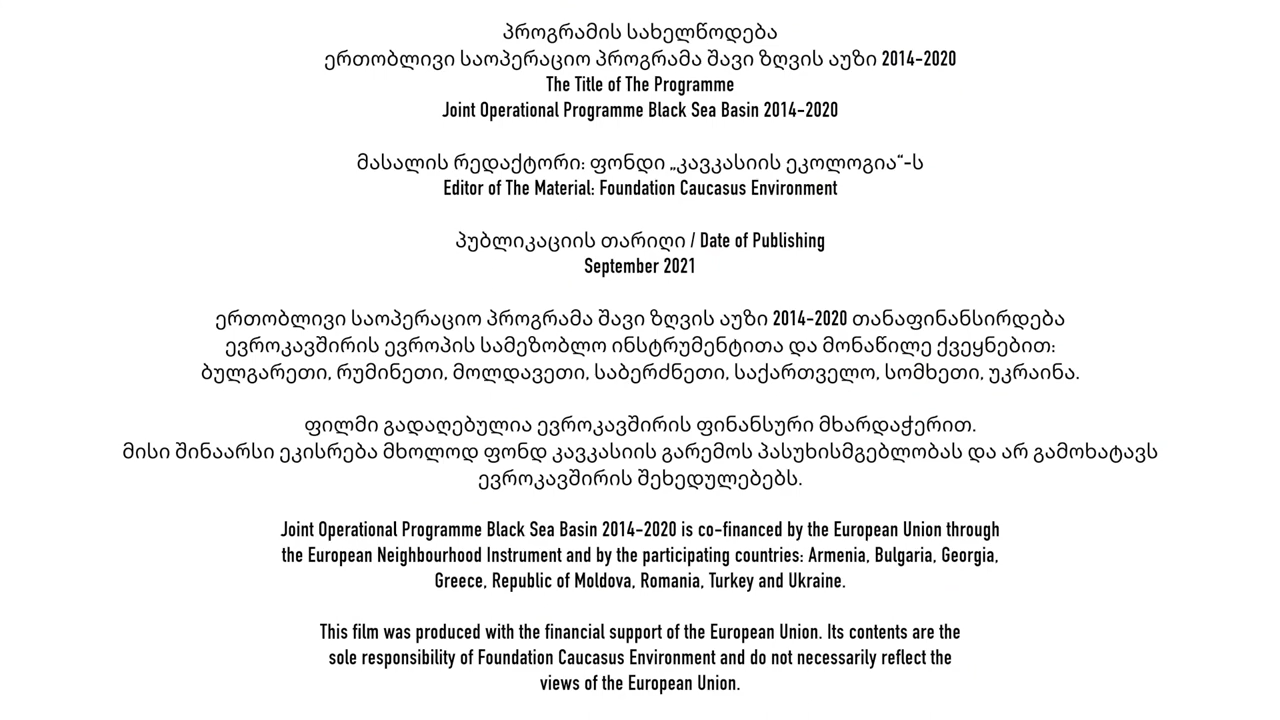 პროგრამის სახელწოდება
ერთობლივი საოპერაციო პროგრამა შავი ზღვის აუზი 2014-2020
The Title of The Programme
Joint Operational Programme Black Sea Basin 2014-2020
მასალის რედაქტორი: ფონდი „კავკასიის ეკოლოგია“-ს
Editor of The Material: Foundation Caucasus Environment
პუბლიკაციის თარიღი / Date of Publishing
September 2021
ერთობლივი საოპერაციო პროგრამა შავი ზღვის აუზი 2014-2020 თანაფინანსირდება
ევროკავშირის ევროპის სამეზობლო ინსტრუმენტითა და მონაწილე ქვეყნებით:
ბულგარეთი, რუმინეთი, მოლდავეთი, საბერძნეთი, საქართველო, სომხეთი, უკრაინა.
ფილმი გადაღებულია ევროკავშირის ფინანსური მხარდაჭერით.
მისი შინაარსი ეკისრება მხოლოდ ფონდ კავკასიის გარემოს პასუხისმგებლობას და არ გამოხატავს
ევროკავშირის შეხედულებებს.
Joint Operational Programme Black Sea Basin 2014-2020 is co-financed by the European Union through
the European Neighbourhood Instrument and by the participating countries: Armenia, Bulgaria, Georgia,
Greece, Republic of Moldova, Romania, Turkey and Ukraine.
This film was produced with the financial support of the European Union. Its contents are the
sole responsibility of Foundation Caucasus Environment and do not necessarily reflect the
views of the European Union.